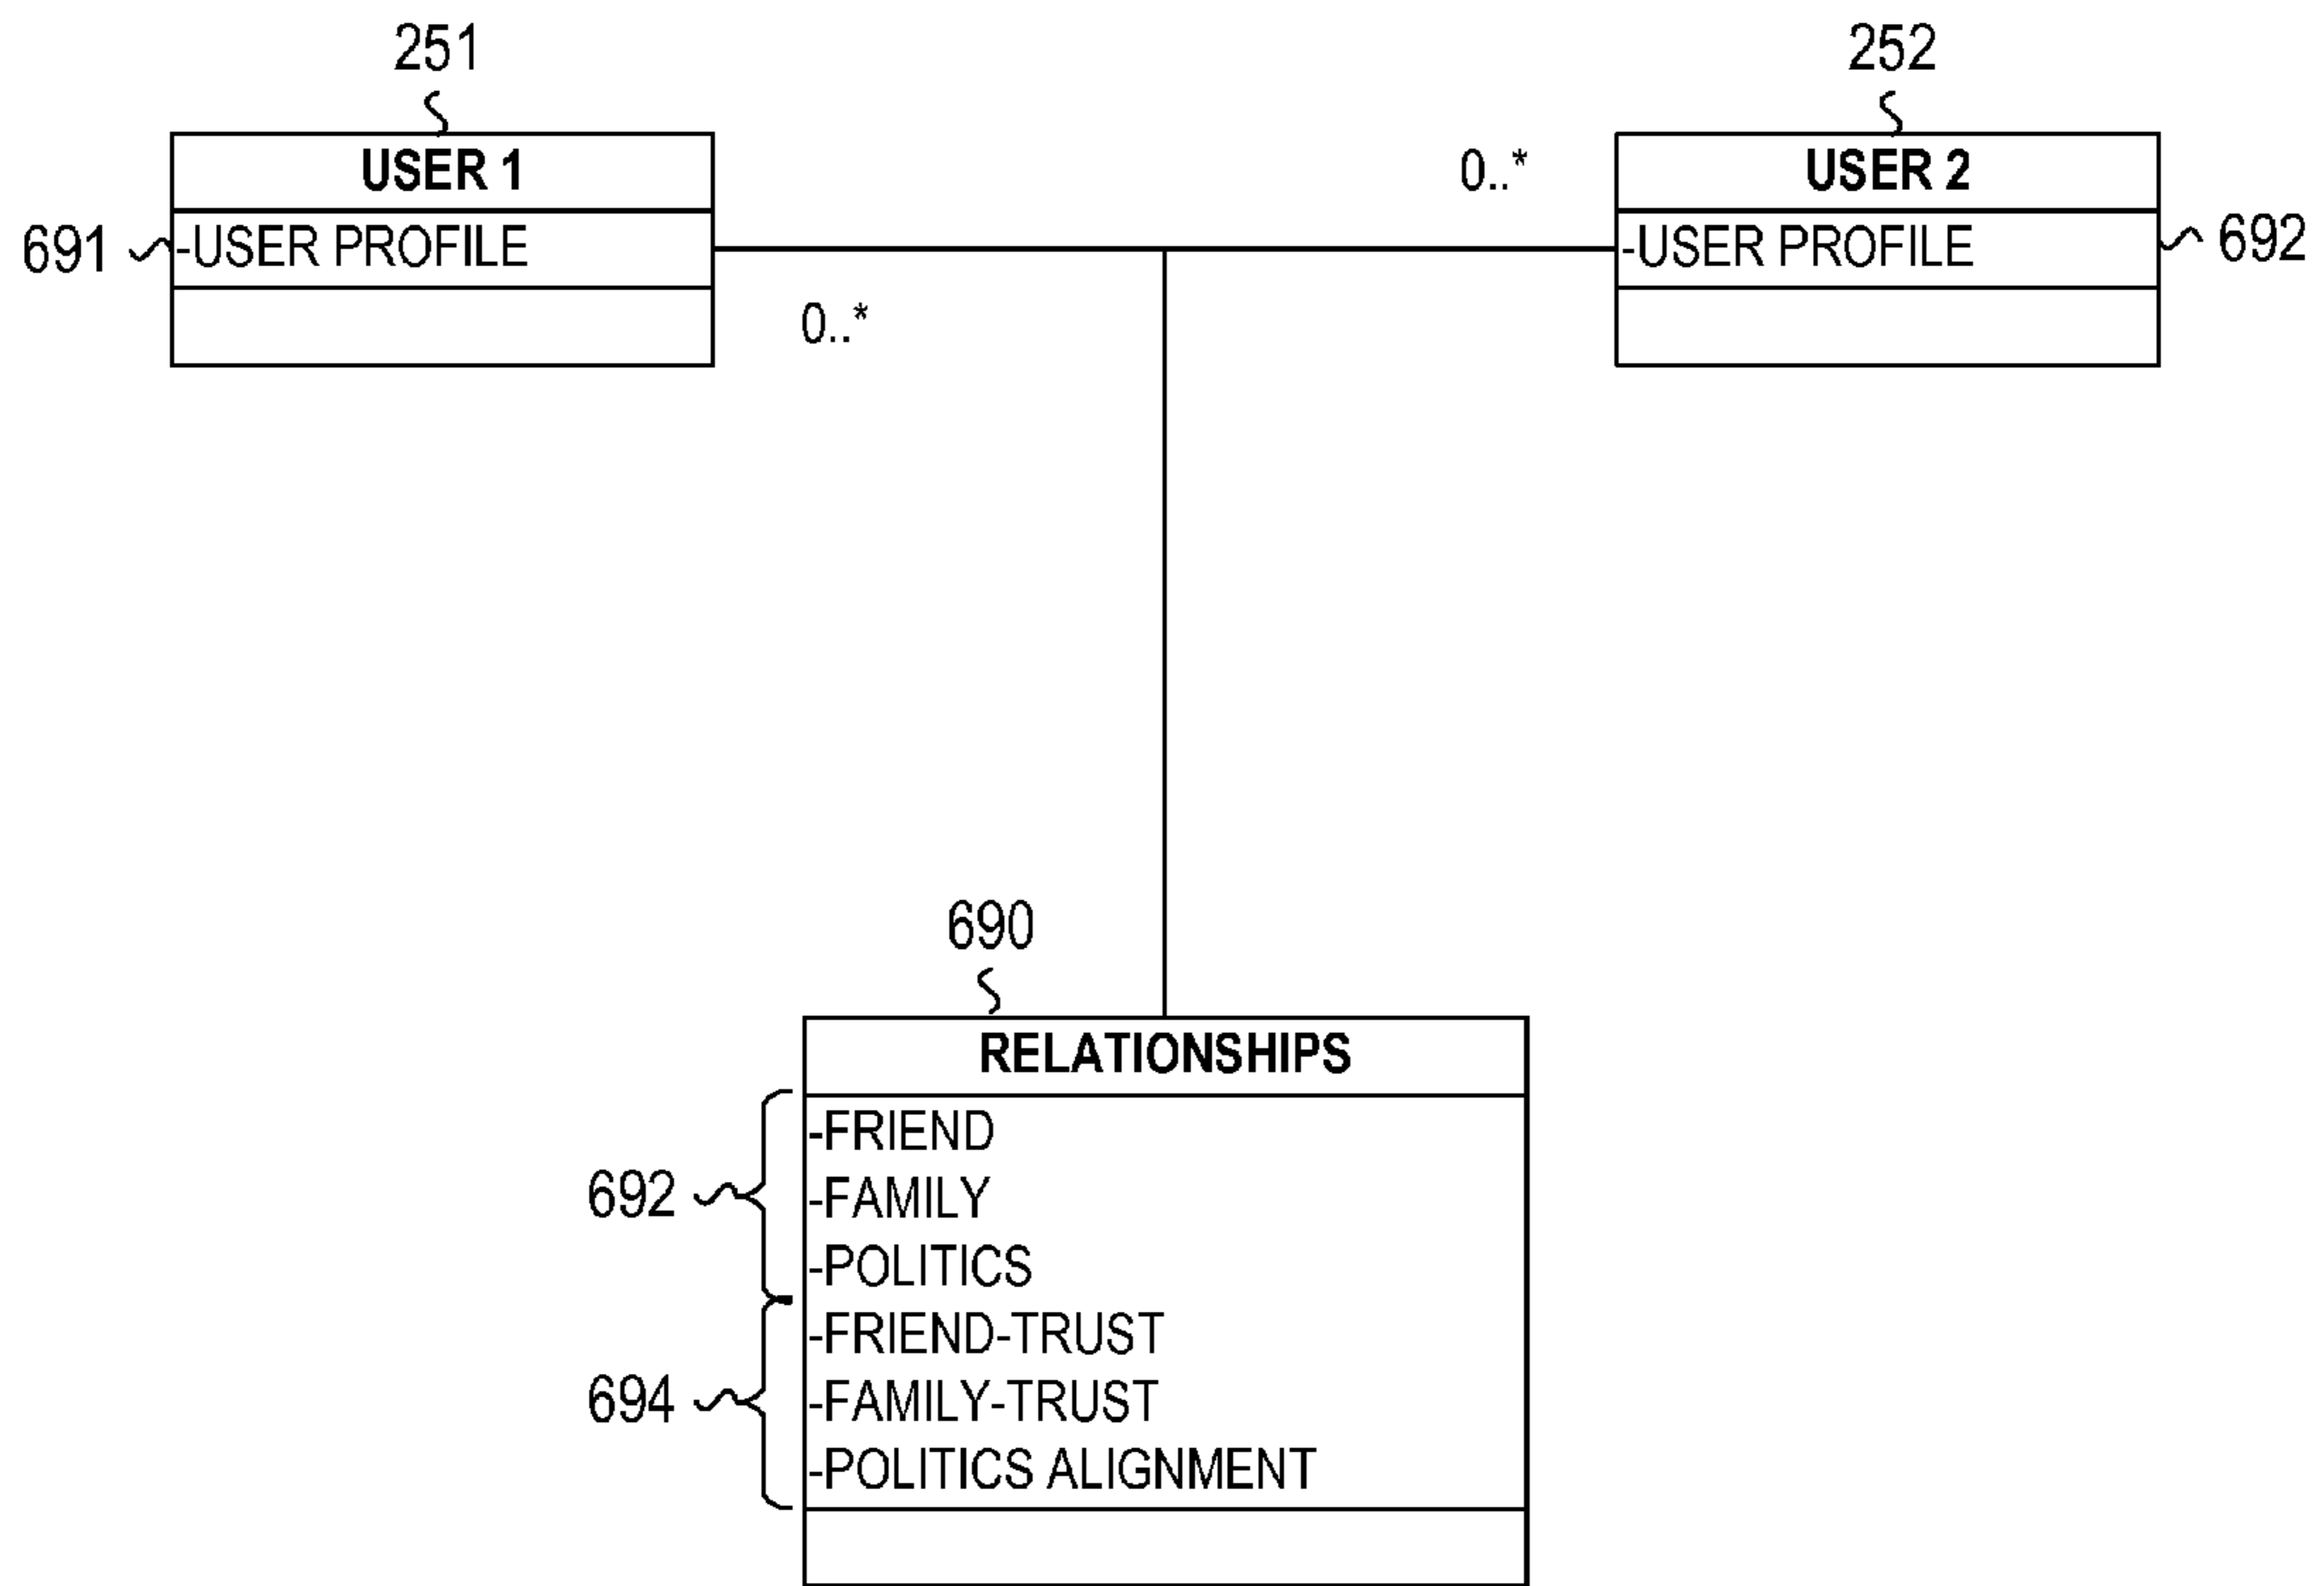 251
252
USER 1
0..*
USER 2
691
-USER PROFILE
-USER PROFILE
692
0..*
690
RELATIONSHIPS
-FRIEND
-FAMILY
692
-POLITICS
-FRIEND-TRUST
-FAMILY-TRUST
694
-POLITICS ALIGNMENT